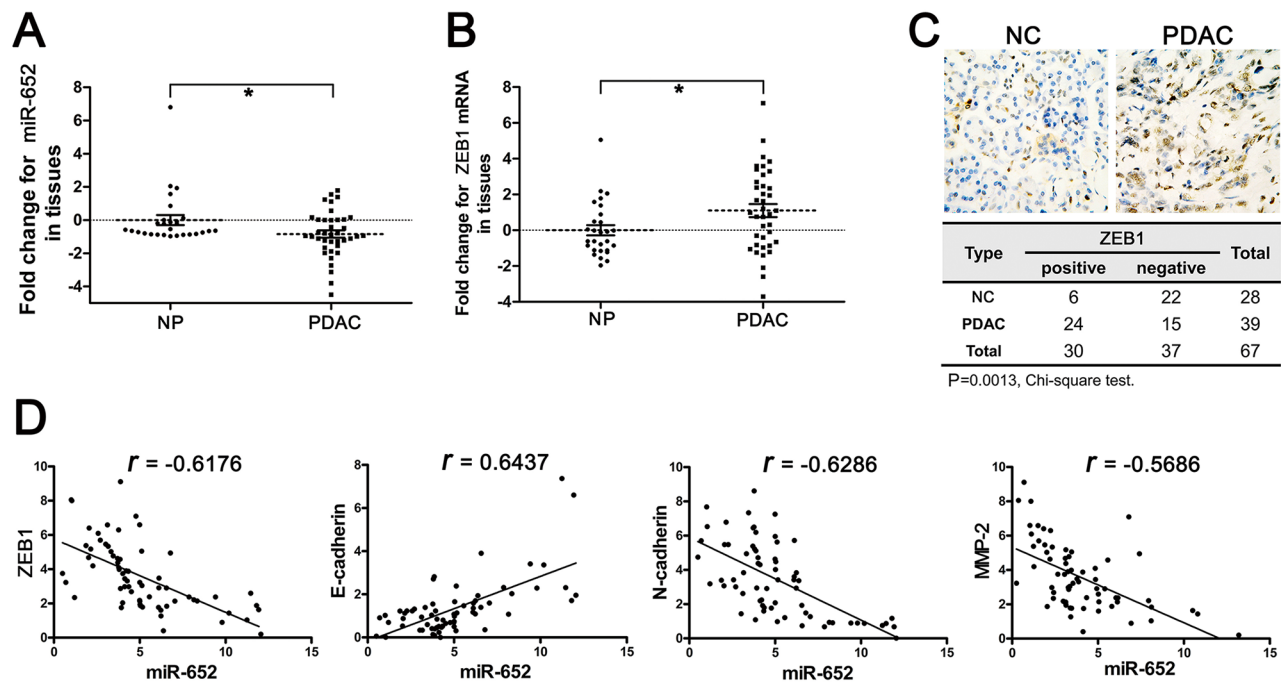 A
Fold change for miR-652
in tissues
8
6
4
2
0
-2
-4
*
NP
PDAC
B
Fold change for ZEB1 mRNA
in tissues
8
6
4
2
0
-2
-4
*
NP
PDAC
C
NC
PDAC
Type
ZEB1
Total
positive
negative
NC 6 22 28
PDAC 24 15 39
Total 30 37 67
P=0.0013, Chi-square test.
D
r = -0.6176
ZEB1
10
8
6
4
2
0
0 5 10 15
miR-652
r = 0.6437
E-cadherin
8
6
4
2
0
0 5 10 15
miR-652
r = -0.6286
N-cadherin
10
8
6
4
2
0
0 5 10 15
miR-652
r = -0.5686
MMP-2
10
8
6
4
2
0
0 5 10 15
miR-652